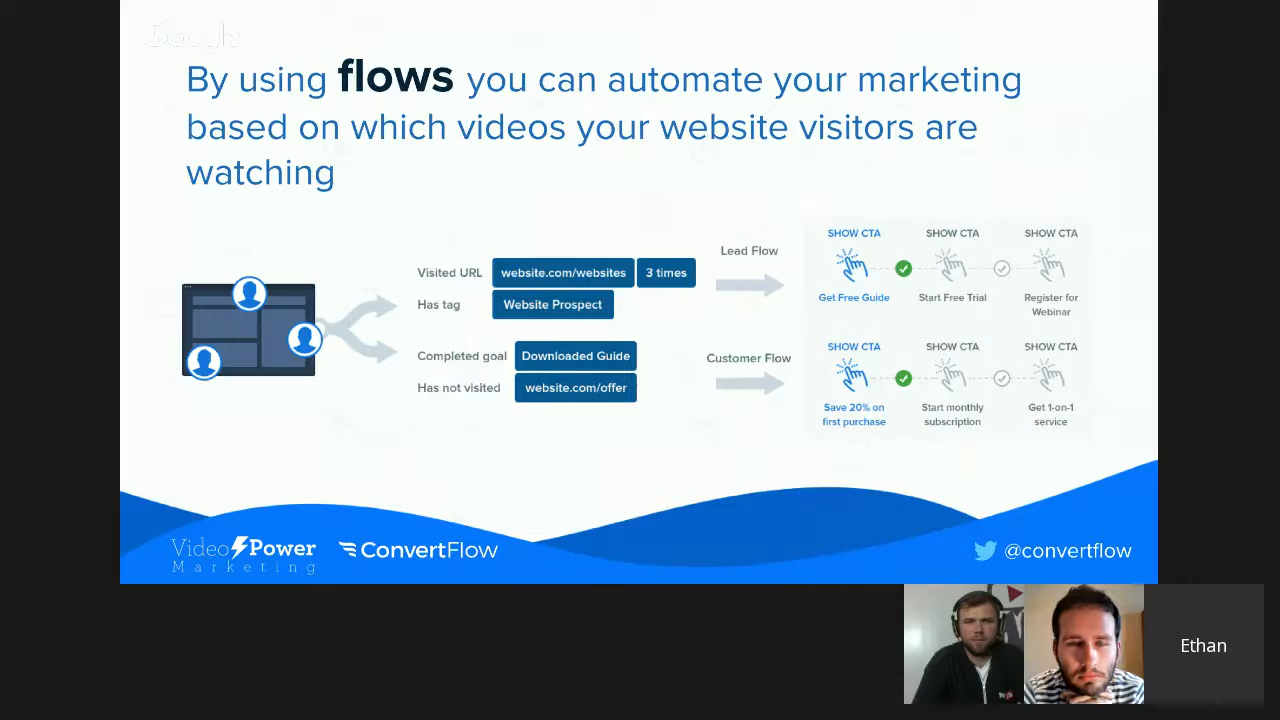 Google
By using flows you can automate your marketing
based on which videos your website visitors are
watching
Visited URL website.com/websites 3 times
Has tag Website Prospect
Completed goal Downloaded Guide
Has not visited website.com/offer
Lead Flow
Customer Flow
SHOW CTA SHOW CTA SHOW CTA
Get Free Guide Start Free Trial Register for
Webinar
SHOW CTA SHOW CTA SHOW CTA
Save 20% on Start monthly Get 1-on-1
first purchase subscription service
Video Power
Marketing
ConvertFlow
@convertflow
Ethan